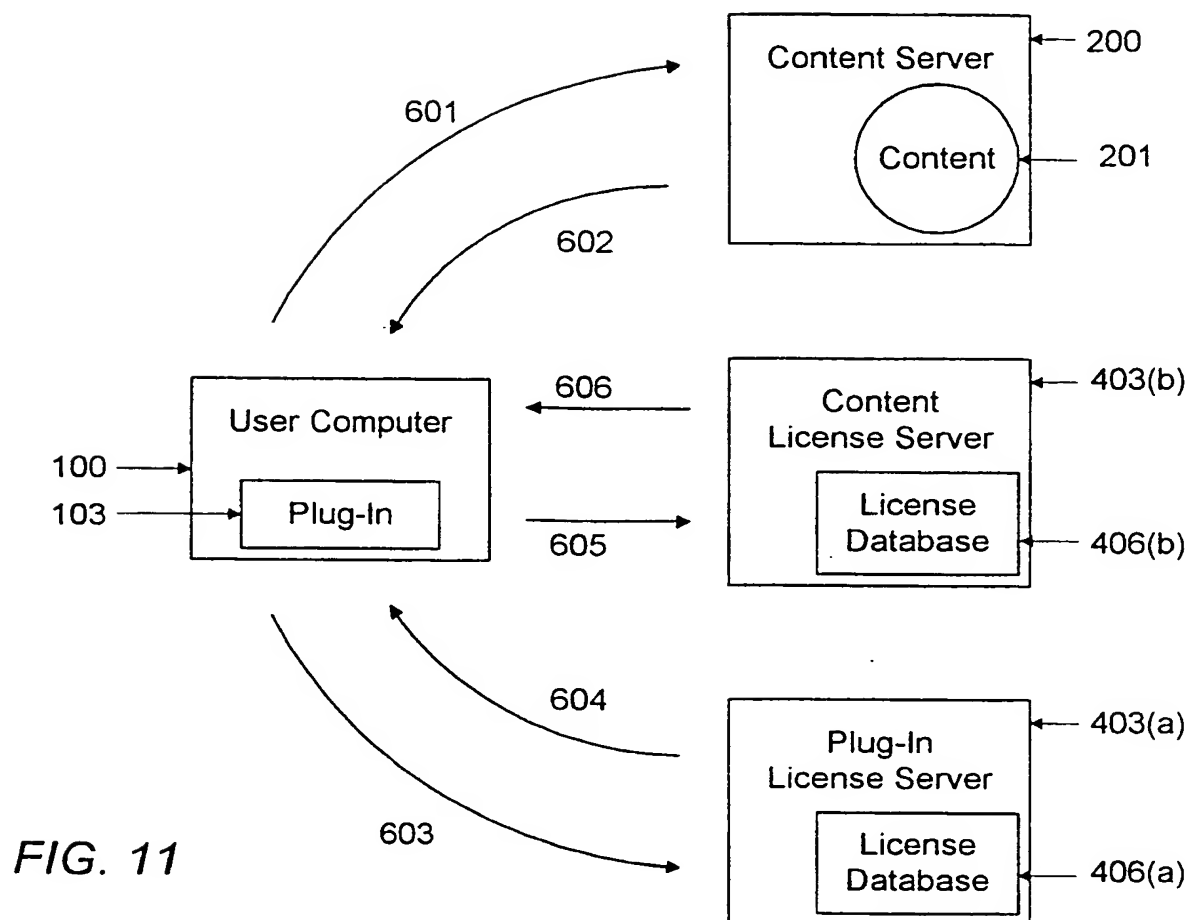 Content Server
200
Content
201
601
602
User Computer
100
Plug-In
103
606
605
Content
License Server
403(b)
License
Database
406(b)
604
603
Plug-In
License Server
403(a)
License
Database
406(a)
FIG. 11